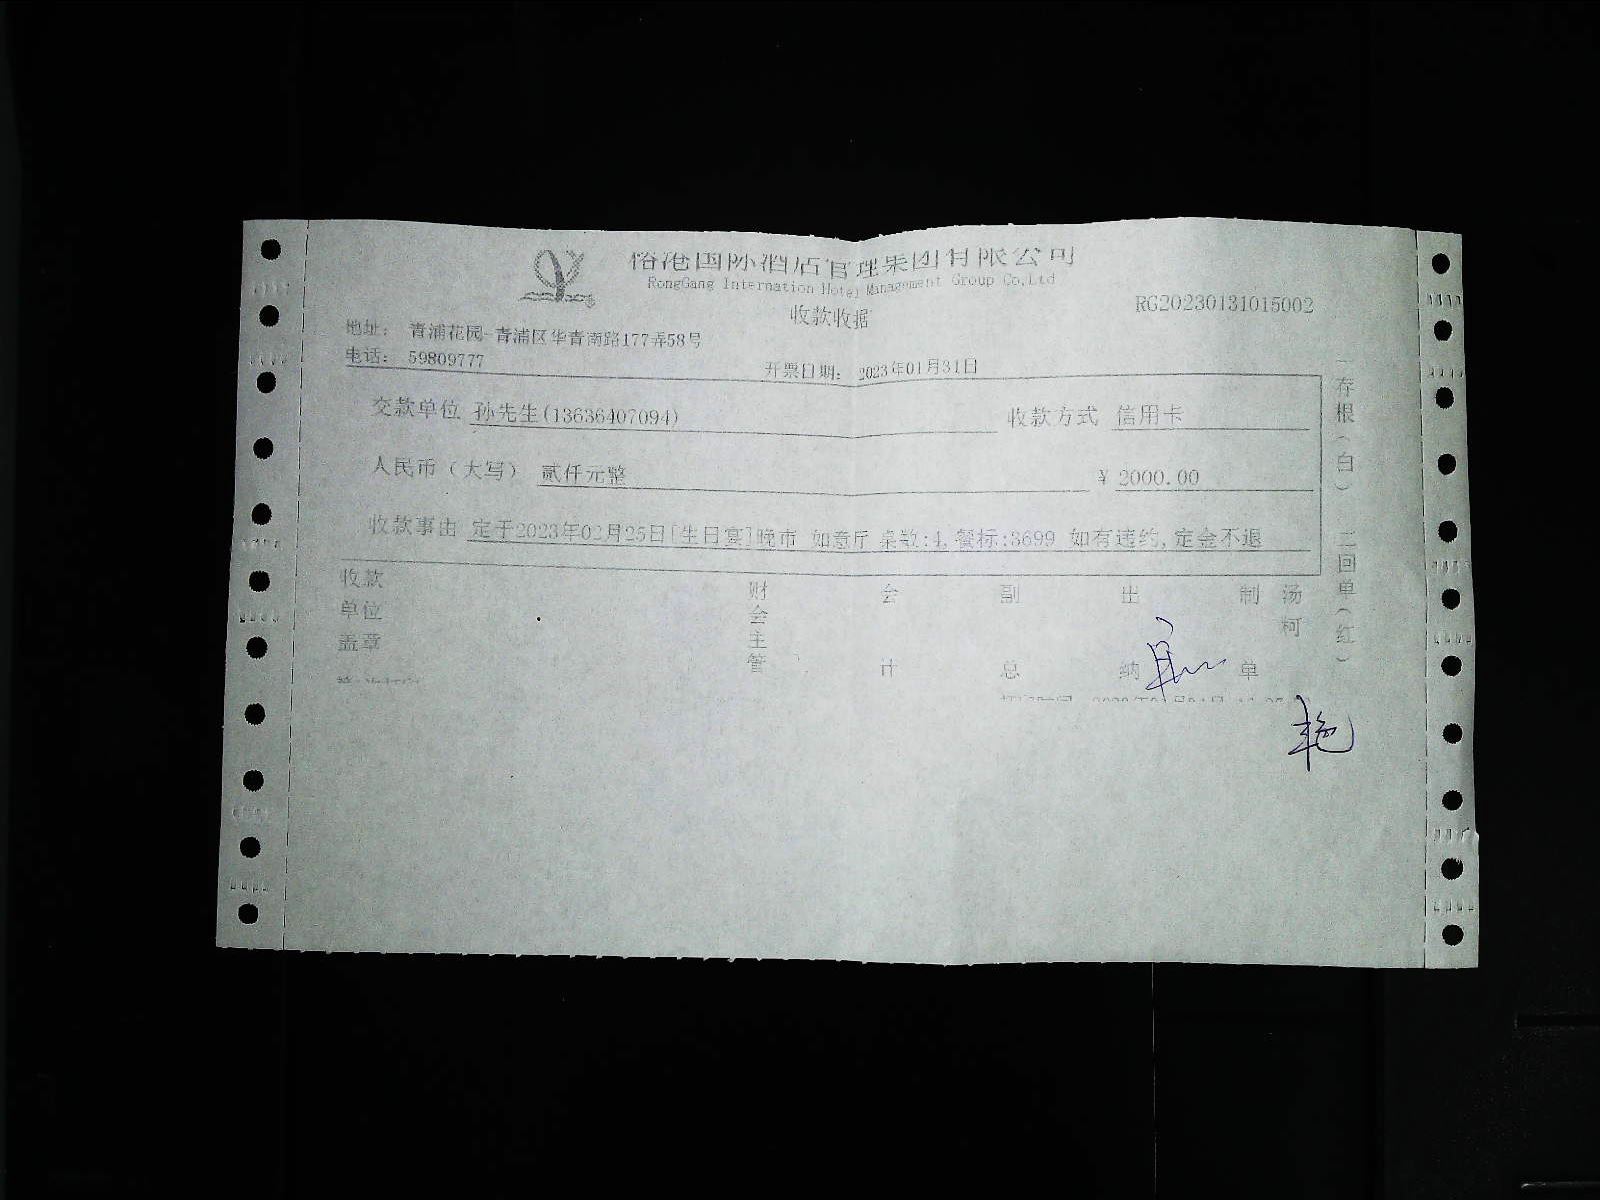 榕港国际酒店管理集团有限公司
RongGang Internation Hotel Management Group Co,Ltd
收款收据
RG20230131015002
地址： 青浦花园-青浦区华青南路177弄58号
电话： 59809777
开票日期： 2023年01月31日
交款单位 孙先生(13636407094) 收款方式 信用卡
人民币（大写） 贰仟元整 ￥ 2000.00
收款事由 定于2023年02月25日[生日宴]晚市 如意厅 桌数:4,餐标:3699 如有违约,定金不退
一存根（白） 二回单（红）
收款单位盖章 财会主管 会计 副总 出纳 制单 汤柯
艳